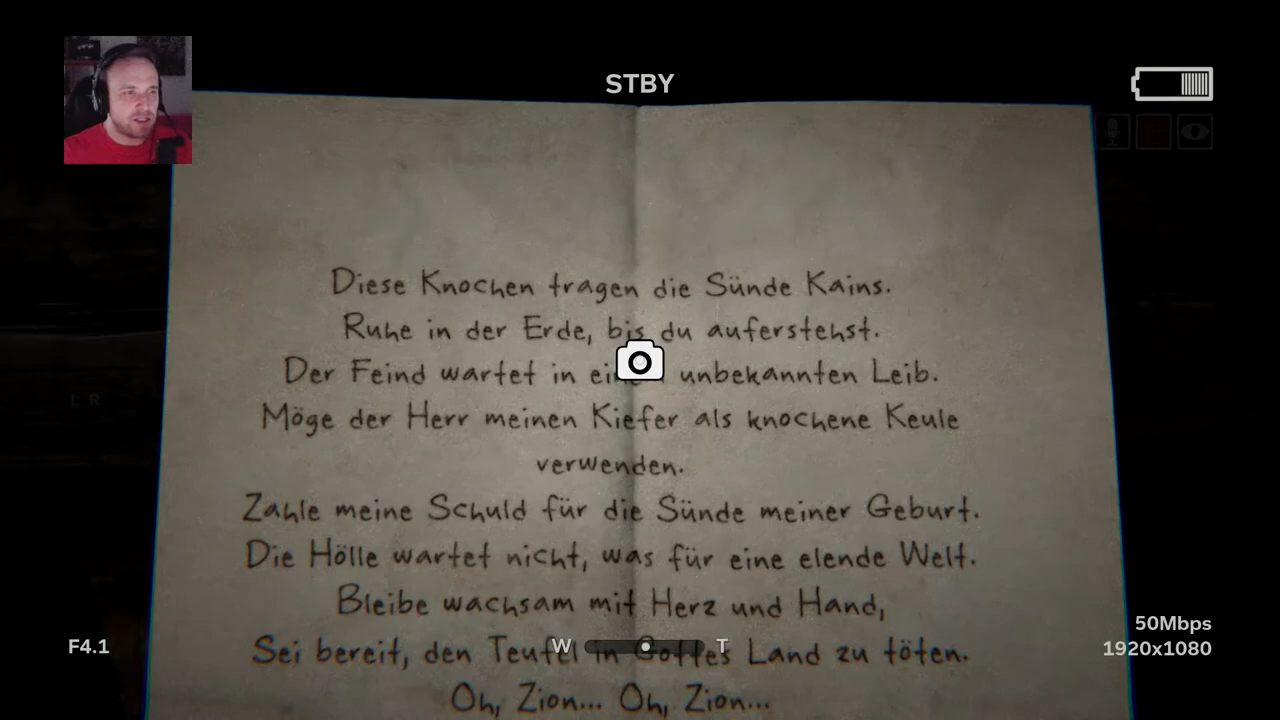 STBY
Diese Knochen tragen die Sünde Kains.
Ruhe in der Erde, bis du auferstehst.
Der Feind wartet in unbekannten Leib.
L R
Möge der Herr meinen Kiefer als knochene Keule
verwenden.
Zahle meine Schuld für die Sünde meiner Geburt.
Die Hölle wartet nicht, was für eine elende Welt.
Bleibe wachsam mit Herz und Hand,
50Mbps
F4.1
W T
1920x1080
Sei bereit, den Teufel in Gottes Land zu töten.
Oh, Zion... Oh, Zion...